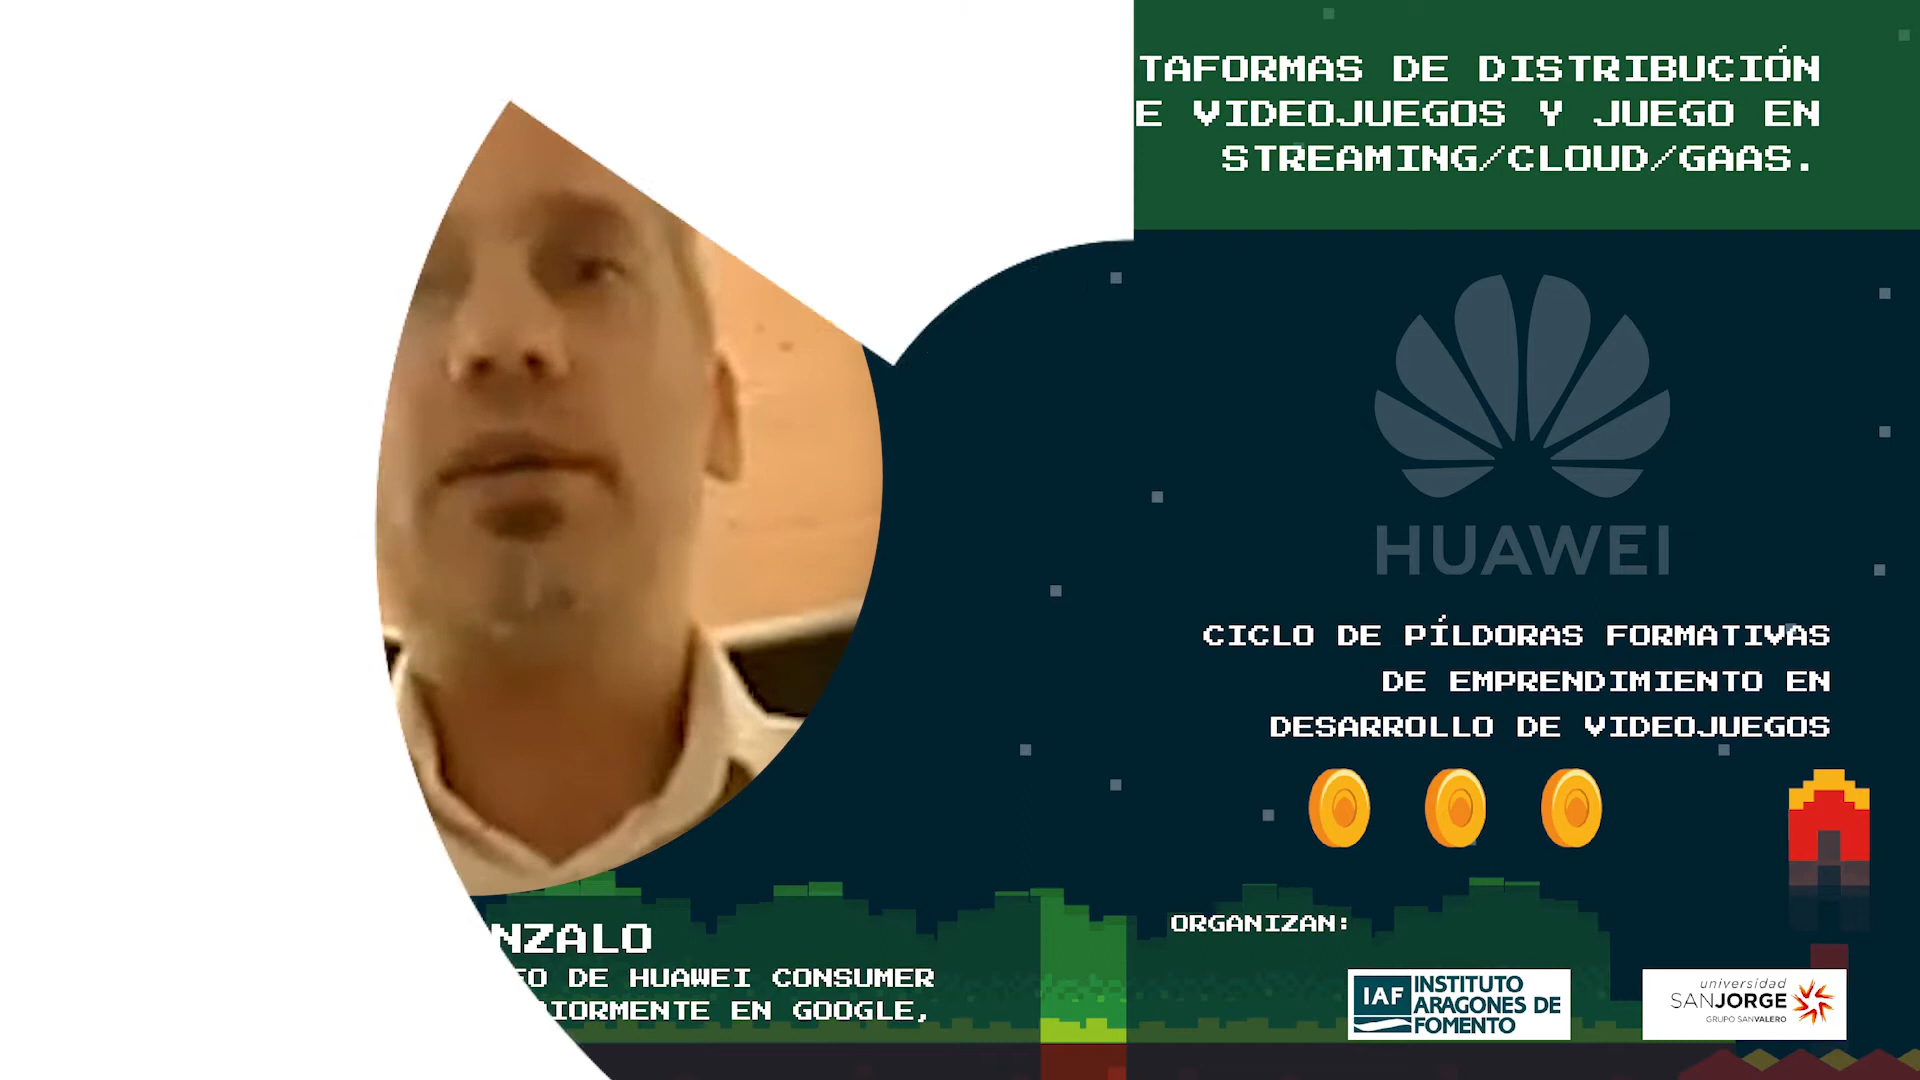 TAFORMAS DE DISTRIBUCIÓN
E VIDEOJUEGOS Y JUEGO EN
STREAMING/CLOUD/GAAS.
HUAWEI
CICLO DE PÍLDORAS FORMATIVAS
DE EMPRENDIMIENTO EN
DESARROLLO DE VIDEOJUEGOS
NZALO
DE HUAWEI CONSUMER
IORMENTE EN GOOGLE,
ORGANIZAN:
IAF INSTITUTO
ARAGONES DE
FOMENTO
universidad
SANJORGE
GRUPO SANVALERO